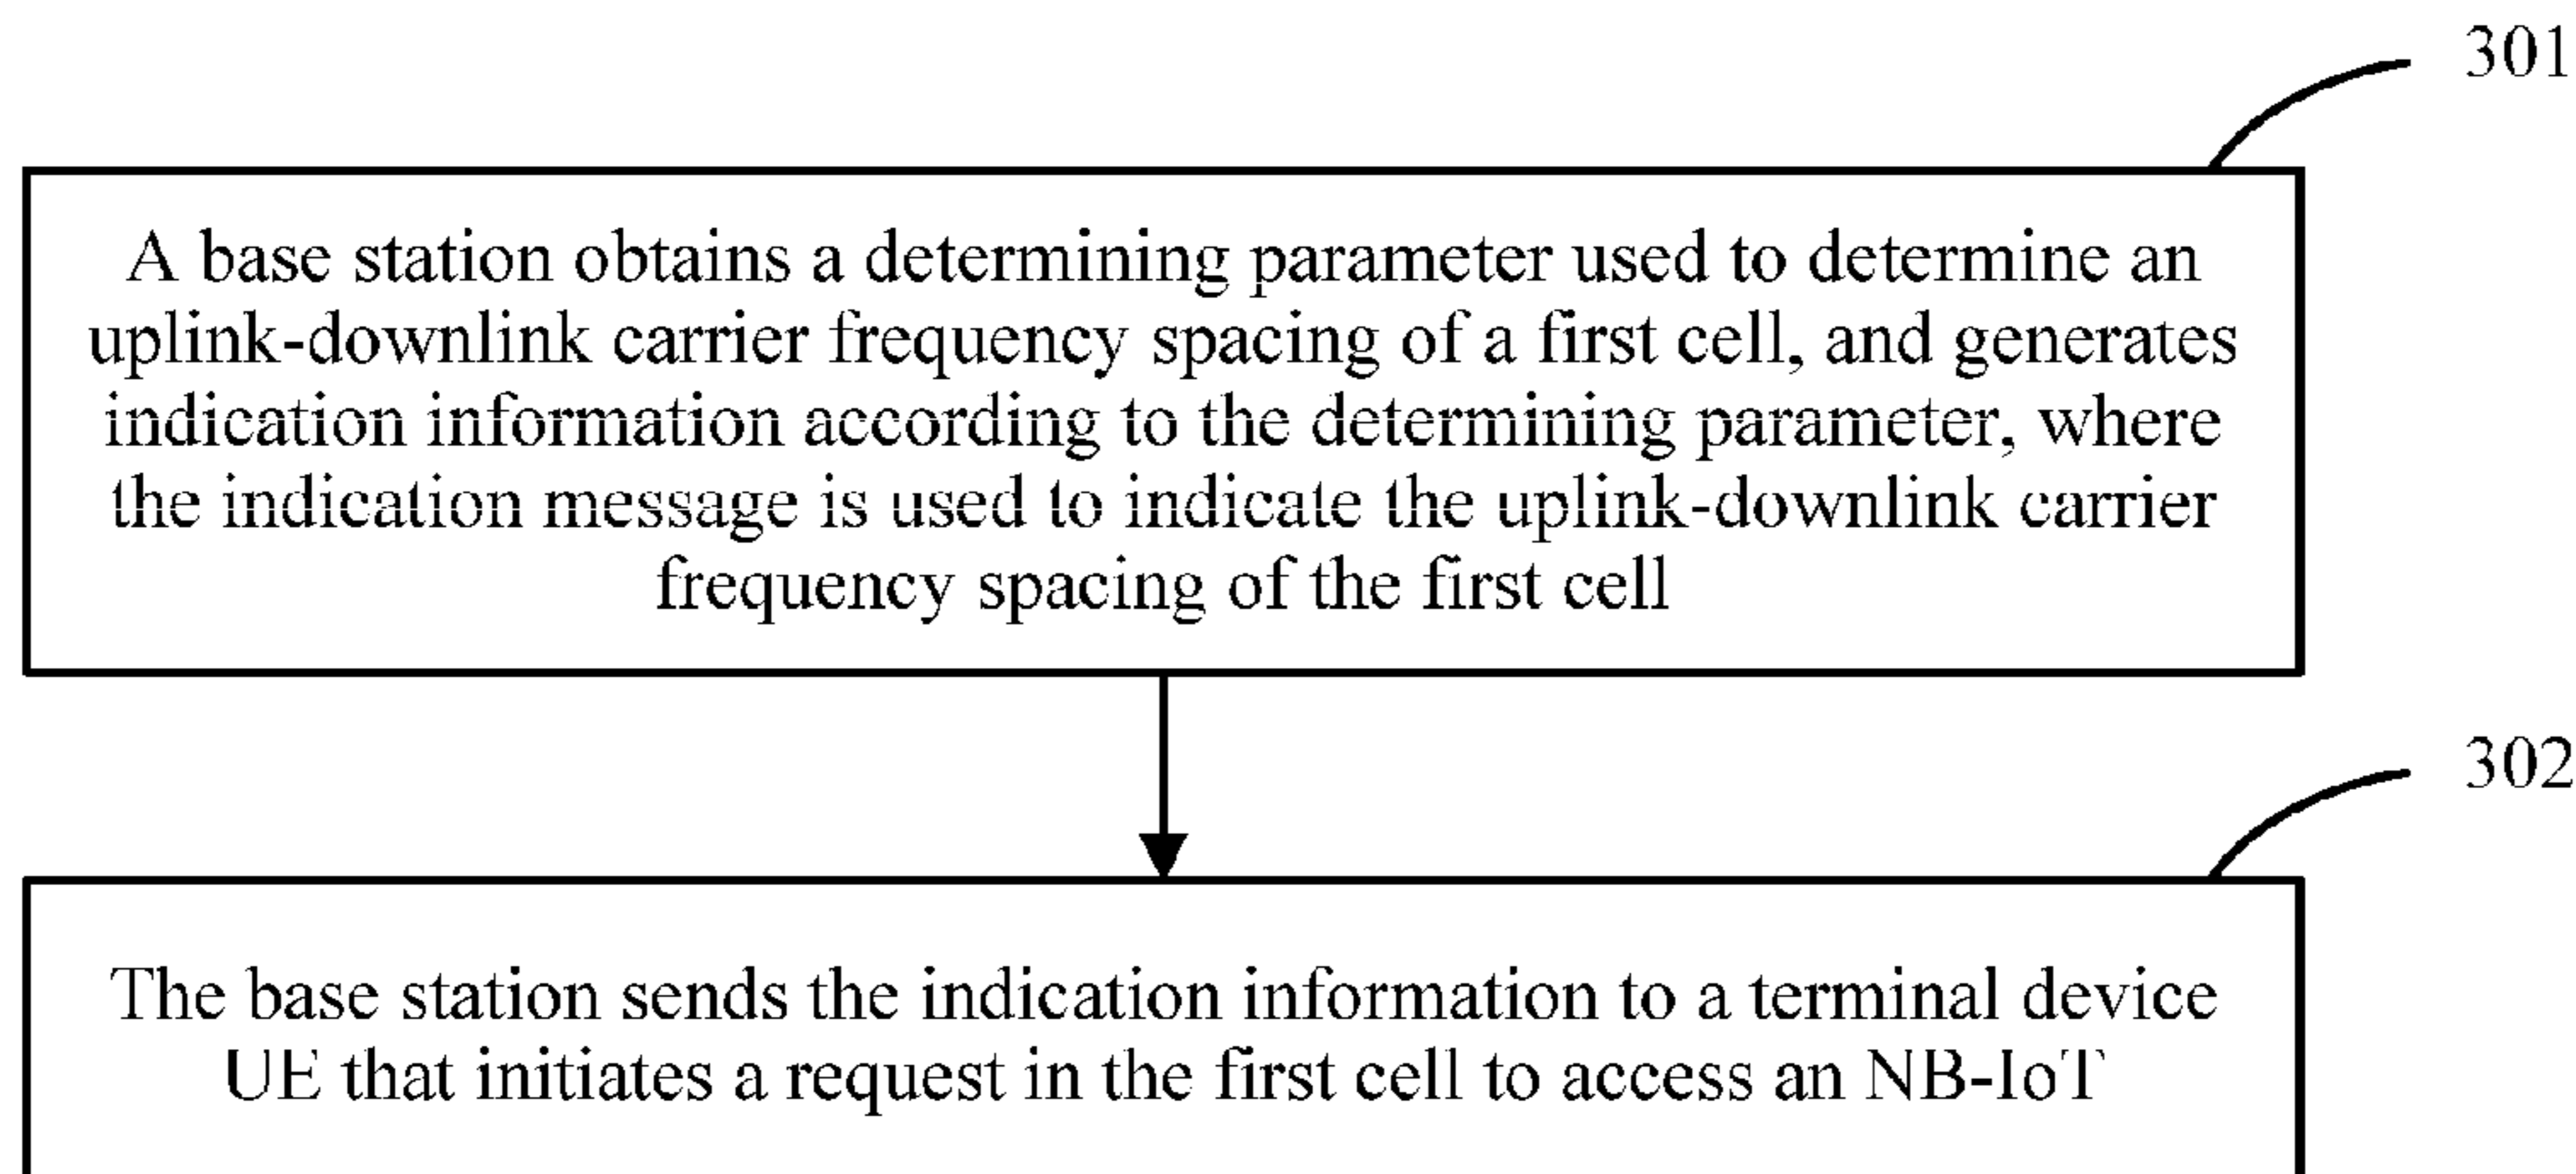 301
A base station obtains a determining parameter used to determine an
uplink-downlink carrier frequency spacing of a first cell, and generates
indication information according to the determining parameter, where
the indication message is used to indicate the uplink-downlink carrier
frequency spacing of the first cell
302
The base station sends the indication information to a terminal device
UE that initiates a request in the first cell to access an NB-IoT